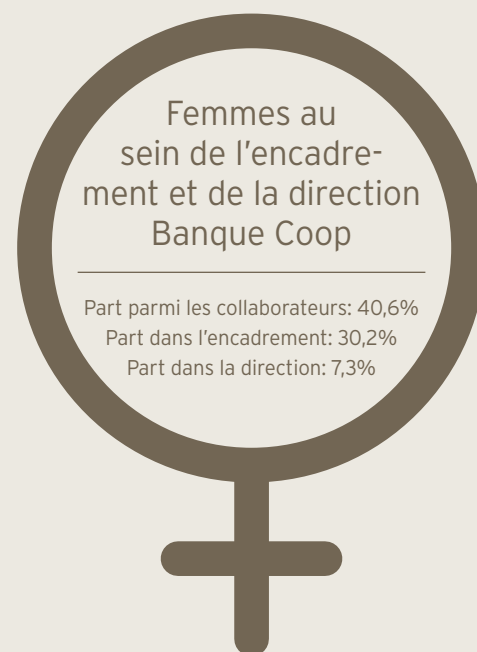 Femmes au
sein de l'encadre-
ment et de la direction
Banque Coop
Part parmi les collaborateurs: 40,6%
Part dans l'encadrement: 30,2%
Part dans la direction: 7,3%